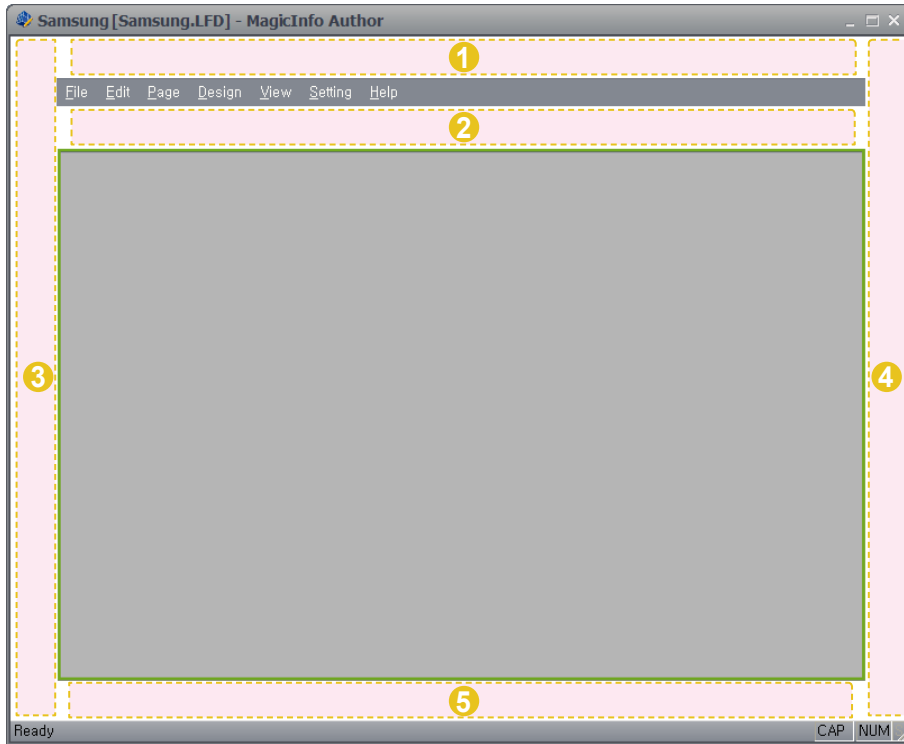 Samsung [Samsung.LFD] - MagicInfo Author
1
File Edit Page Design View Setting Help
2
3
4
5
Ready CAP NUM